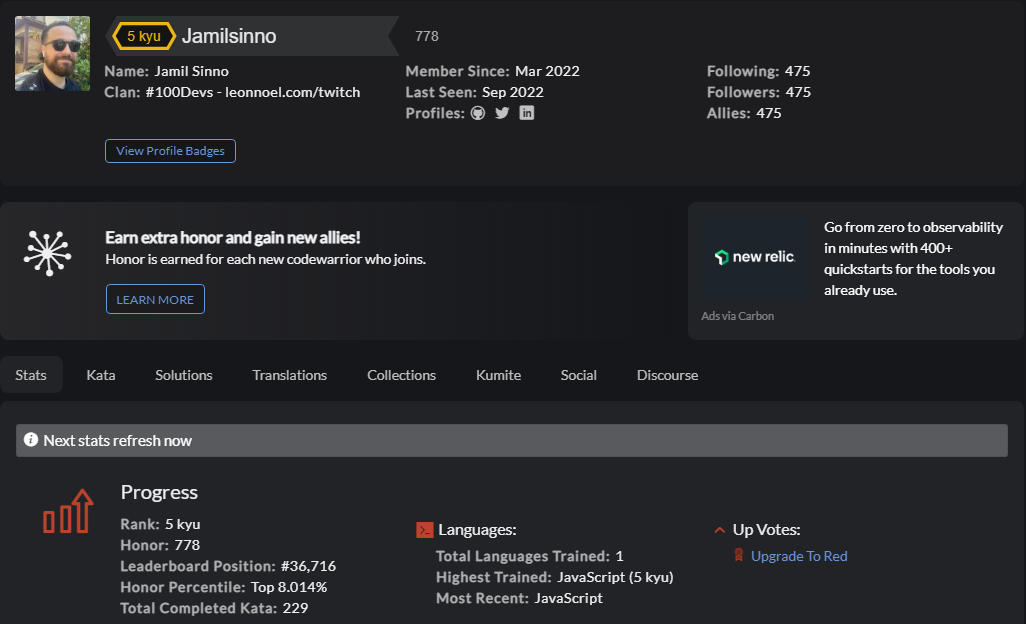 5 kyu Jamilsinno 778
Name: Jamil Sinno
Clan: #100Devs - leonnoel.com/twitch
Member Since: Mar 2022
Last Seen: Sep 2022
Profiles:
Following: 475
Followers: 475
Allies: 475
View Profile Badges
Earn extra honor and gain new allies!
Honor is earned for each new codewarrior who joins.
LEARN MORE
new relic.
Go from zero to observability
in minutes with 400+
quickstarts for the tools you
already use.
Ads via Carbon
Stats Kata Solutions Translations Collections Kumite Social Discourse
Next stats refresh now
Progress
Rank: 5 kyu
Honor: 778
Leaderboard Position: #36,716
Honor Percentile: Top 8.014%
Total Completed Kata: 229
Languages:
Total Languages Trained: 1
Highest Trained: JavaScript (5 kyu)
Most Recent: JavaScript
Up Votes:
Upgrade To Red